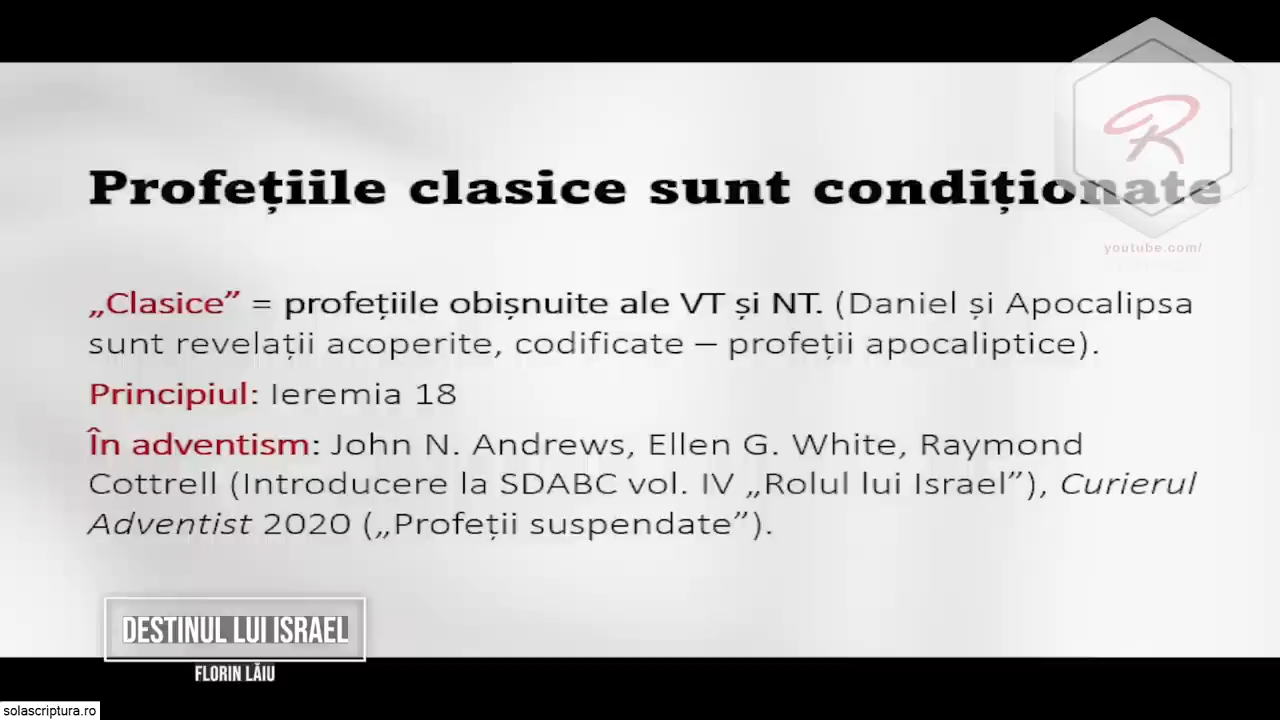 Profețiile clasice sunt condiționate
„Clasice” = profețiile obișnuite ale VT și NT. (Daniel și Apocalipsa
sunt revelații acoperite, codificate – profeții apocaliptice).
Principiul: Ieremia 18
În adventism: John N. Andrews, Ellen G. White, Raymond
Cottrell (Introducere la SDABC vol. IV „Rolul lui Israel”), Curierul
Adventist 2020 („Profeții suspendate”).
R
youtube.com/
DESTINUL LUI ISRAEL
FLORIN LĂIU
solascriptura.ro